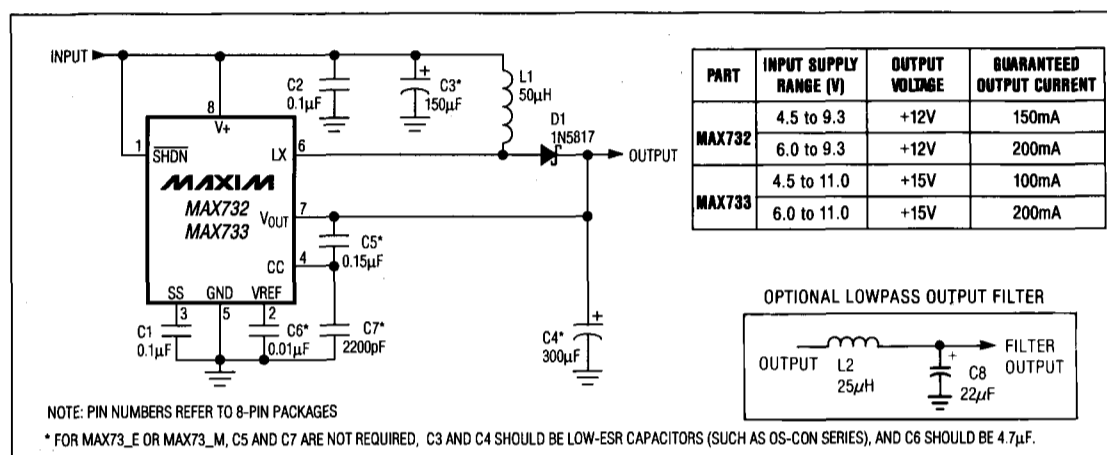 INPUT
C2
0.1µF
C3*
150µF
+
L1
50µH
D1
1N5817
OUTPUT
8
V+
1
SHDN
LX
6
MAXIM
MAX732
MAX733
VOUT
7
C5*
0.15µF
CC
4
SS
GND
VREF
3
5
2
C1
0.1µF
C6*
0.01µF
C7*
2200pF
+
C4*
300µF
PART INPUT SUPPLY RANGE (V) OUTPUT VOLTAGE GUARANTEED OUTPUT CURRENT
MAX732 4.5 to 9.3 +12V 150mA
6.0 to 9.3 +12V 200mA
MAX733 4.5 to 11.0 +15V 100mA
6.0 to 11.0 +15V 200mA
OPTIONAL LOWPASS OUTPUT FILTER
OUTPUT
L2
25µH
+
C8
22µF
FILTER
OUTPUT
NOTE: PIN NUMBERS REFER TO 8-PIN PACKAGES
* FOR MAX73_E OR MAX73_M, C5 AND C7 ARE NOT REQUIRED, C3 AND C4 SHOULD BE LOW-ESR CAPACITORS (SUCH AS OS-CON SERIES), AND C6 SHOULD BE 4.7µF.